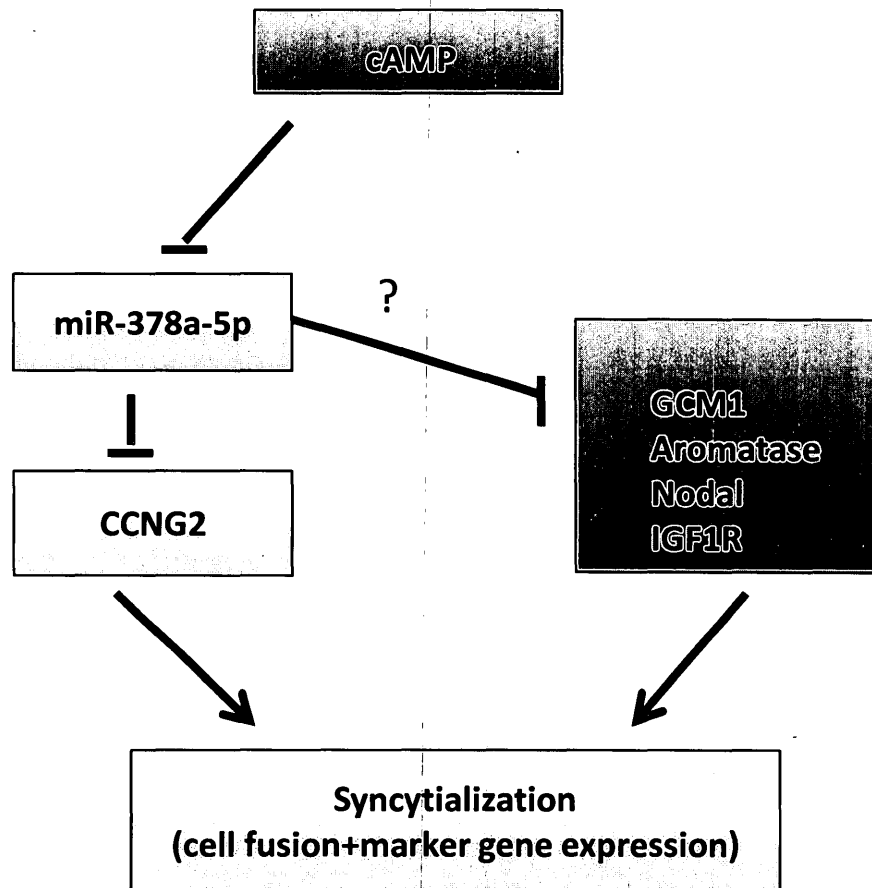 cAMP
miR-378a-5p
?
CCNG2
GCM1
Aromatase
Nodal
IGF1R
Syncytialization
(cell fusion+marker gene expression)